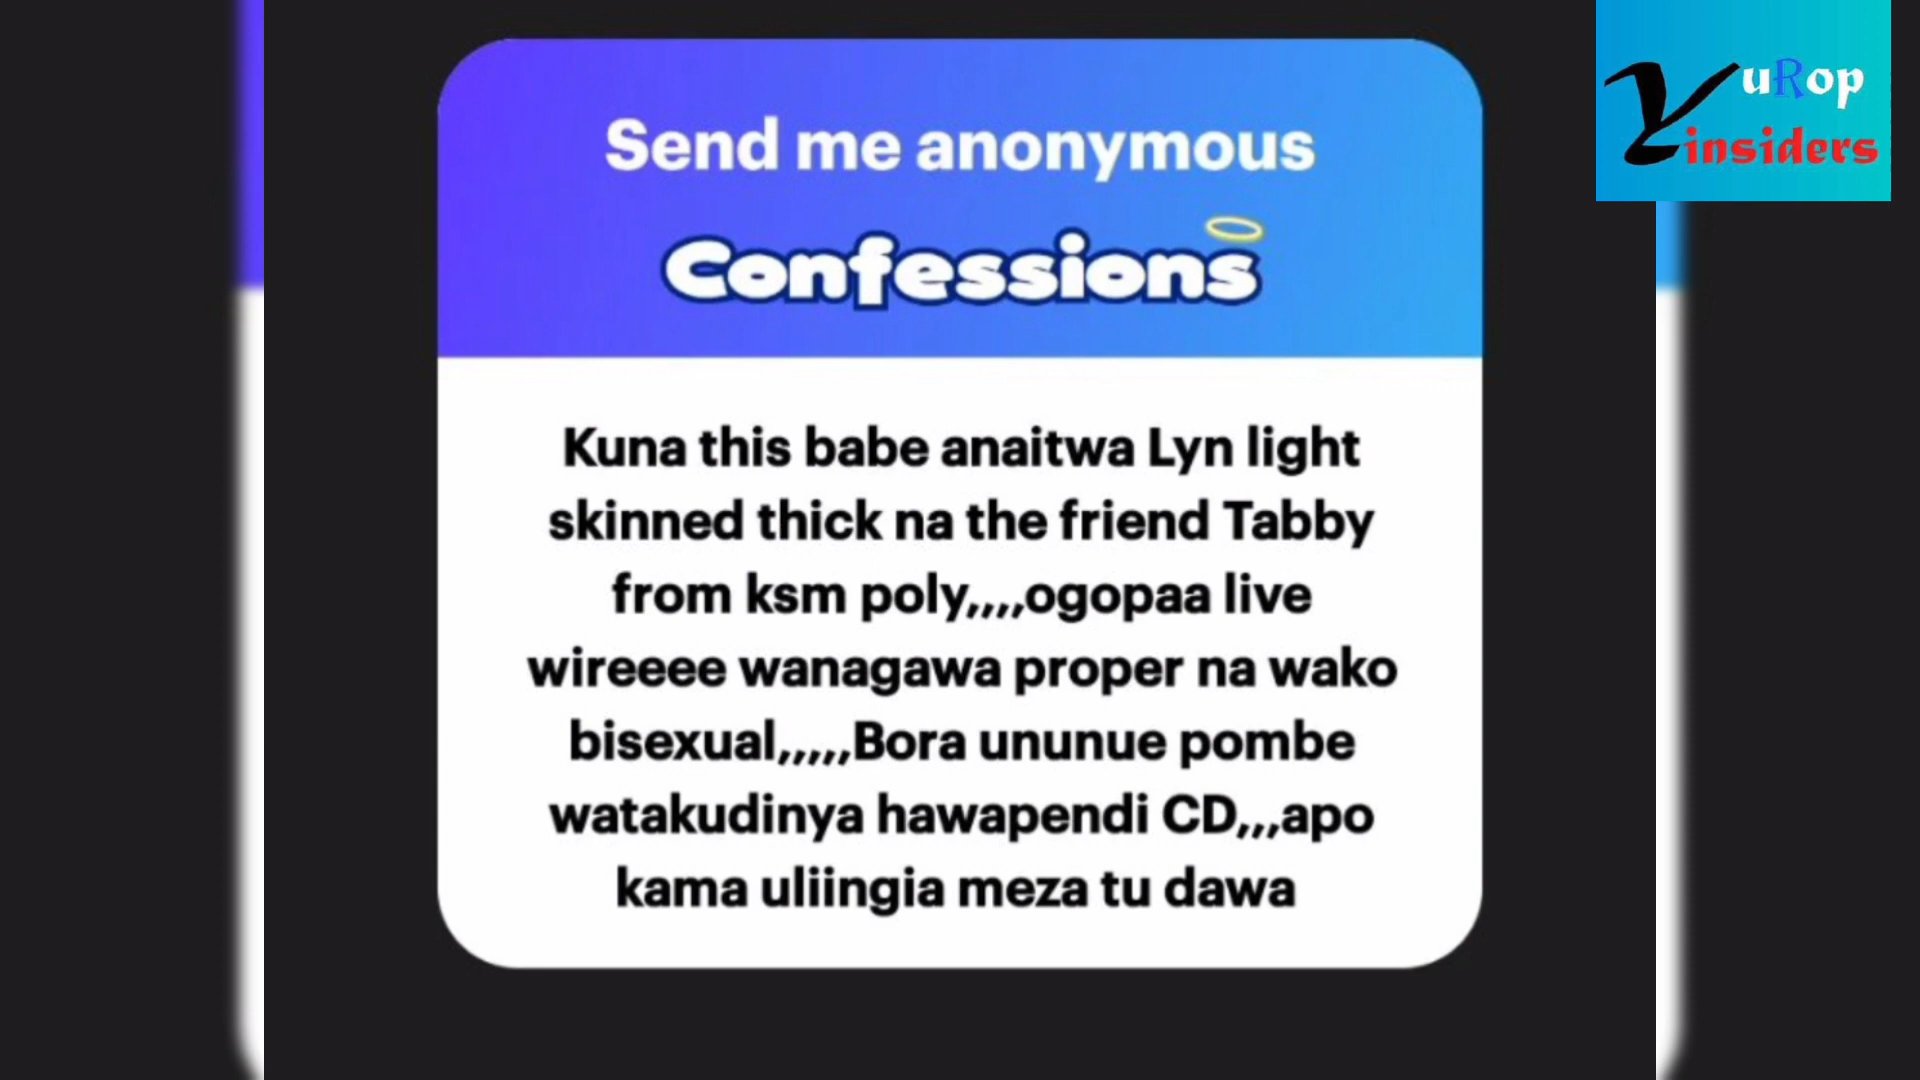 Send me anonymous
Confessions
Kuna this babe anaitwa Lyn light
skinned thick na the friend Tabby
from ksm poly,,,,ogopaa live
wireeee wanagawa proper na wako
bisexual,,,,,Bora ununue pombe
watakudinya hawapendi CD,,,apo
kama uliingia meza tu dawa
YuRop
insiders